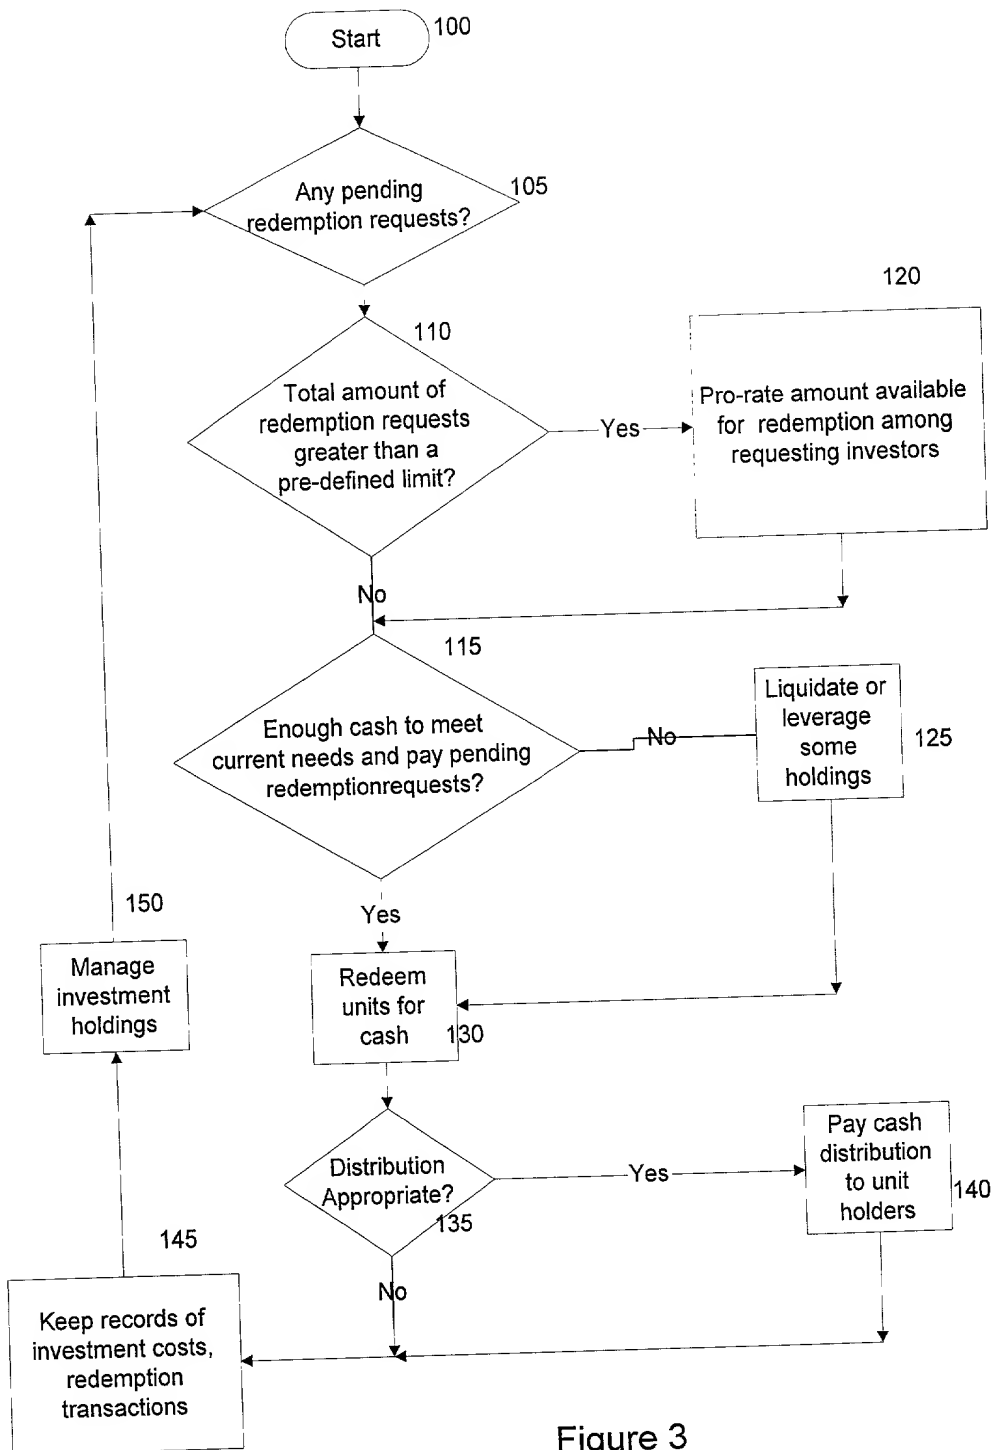 Start
100
Any pending
redemption requests?
105
110
120
Total amount of
redemption requests
greater than a
pre-defined limit?
Yes
Pro-rate amount available
for redemption among
requesting investors
No
115
Enough cash to meet
current needs and pay pending
redemptionrequests?
No
Liquidate or
leverage
some
holdings
125
Yes
150
Manage
investment
holdings
Redeem
units for
cash
130
Distribution
Appropriate?
135
Yes
Pay cash
distribution
to unit
holders
140
145
No
Keep records of
investment costs,
redemption
transactions
Figure 3